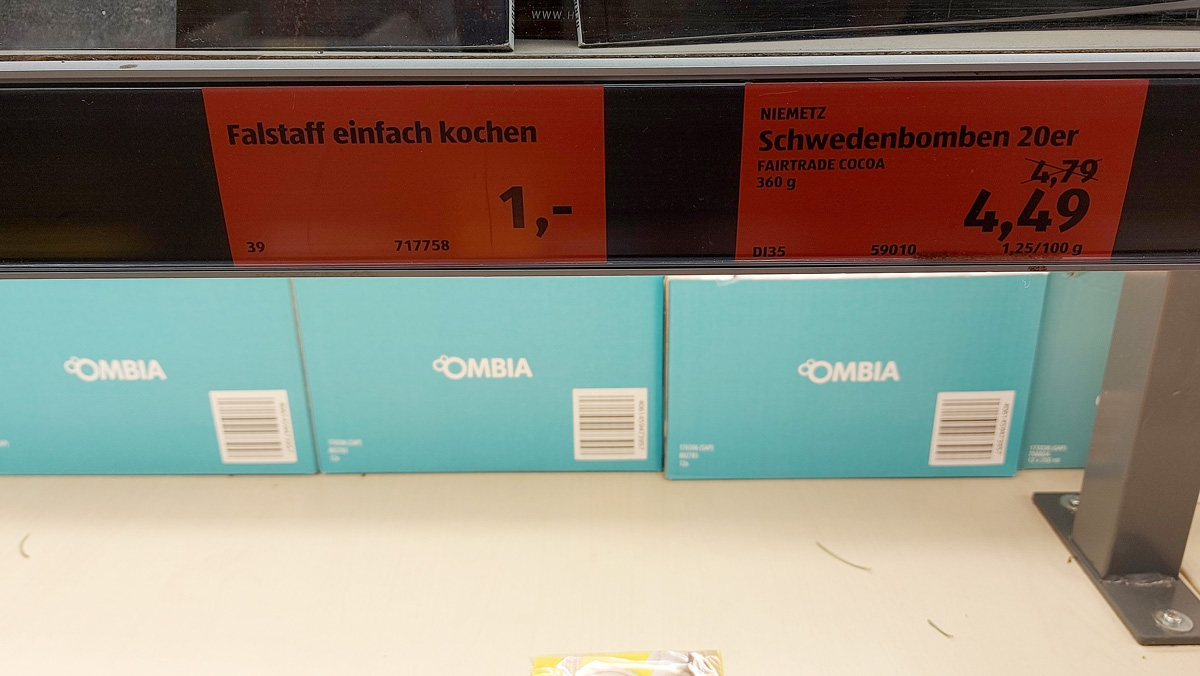 WWW.H
Falstaff einfach kochen
1,-
39 717758
NIEMETZ
Schwedenbomben 20er
FAIRTRADE COCOA
360 g
4,79
4,49
DI35 59010 1,25/100 g
OMBIA
OMBIA
OMBIA